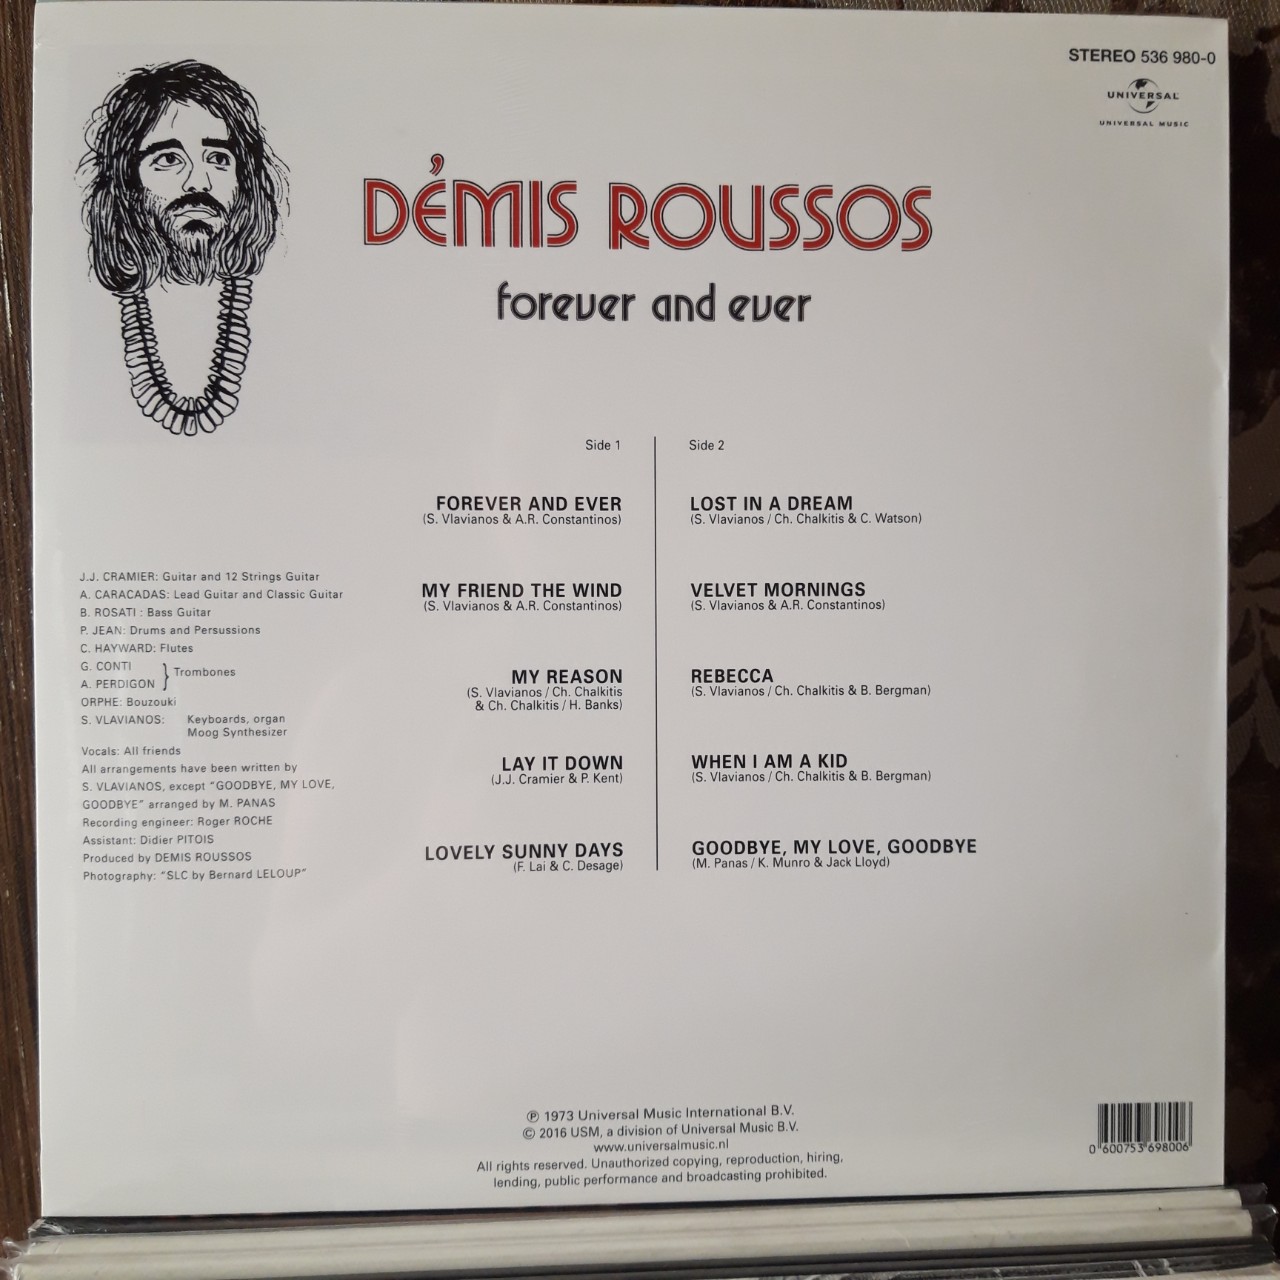 STEREO 536 980-0
UNIVERSAL
UNIVERSAL MUSIC
DÉMIS ROUSSOS
forever and ever
Side 1
FOREVER AND EVER
(S. Vlavianos & A.R. Constantinos)
MY FRIEND THE WIND
(S. Vlavianos & A.R. Constantinos)
MY REASON
(S. Vlavianos / Ch. Chalkitis
& Ch. Chalkitis / H. Banks)
LAY IT DOWN
(J.J. Cramier & P. Kent)
LOVELY SUNNY DAYS
(F. Lai & C. Desage)
Side 2
LOST IN A DREAM
(S. Vlavianos / Ch. Chalkitis & C. Watson)
VELVET MORNINGS
(S. Vlavianos & A.R. Constantinos)
REBECCA
(S. Vlavianos / Ch. Chalkitis & B. Bergman)
WHEN I AM A KID
(S. Vlavianos / Ch. Chalkitis & B. Bergman)
GOODBYE, MY LOVE, GOODBYE
(M. Panas / K. Munro & Jack Lloyd)
J.J. CRAMIER: Guitar and 12 Strings Guitar
A. CARACADAS: Lead Guitar and Classic Guitar
B. ROSATI : Bass Guitar
P. JEAN: Drums and Persussions
C. HAYWARD: Flutes
G. CONTI
A. PERDIGON } Trombones
ORPHE: Bouzouki
S. VLAVIANOS: Keyboards, organ
Moog Synthesizer
Vocals: All friends
All arrangements have been written by
S. VLAVIANOS, except "GOODBYE, MY LOVE,
GOODBYE" arranged by M. PANAS
Recording engineer: Roger ROCHE
Assistant: Didier PITOIS
Produced by DEMIS ROUSSOS
Photography: "SLC by Bernard LELOUP"
℗ 1973 Universal Music International B.V.
© 2016 USM, a division of Universal Music B.V.
www.universalmusic.nl
All rights reserved. Unauthorized copying, reproduction, hiring,
lending, public performance and broadcasting prohibited.
0 600753 698006